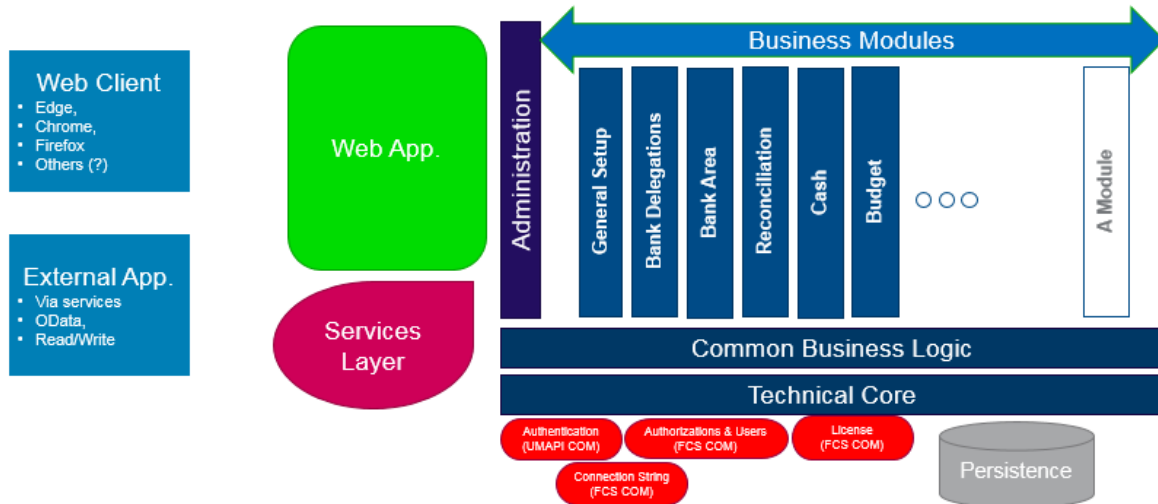 Business Modules
Web Client
• Edge,
• Chrome,
• Firefox
• Others (?)
External App.
• Via services
• OData,
• Read/Write
Web App.
Services
Layer
Administration
General Setup
Bank Delegations
Bank Area
Reconciliation
Cash
Budget
A Module
Common Business Logic
Technical Core
Authentication
(UMAPI COM)
Authorizations & Users
(FCS COM)
License
(FCS COM)
Connection String
(FCS COM)
Persistence